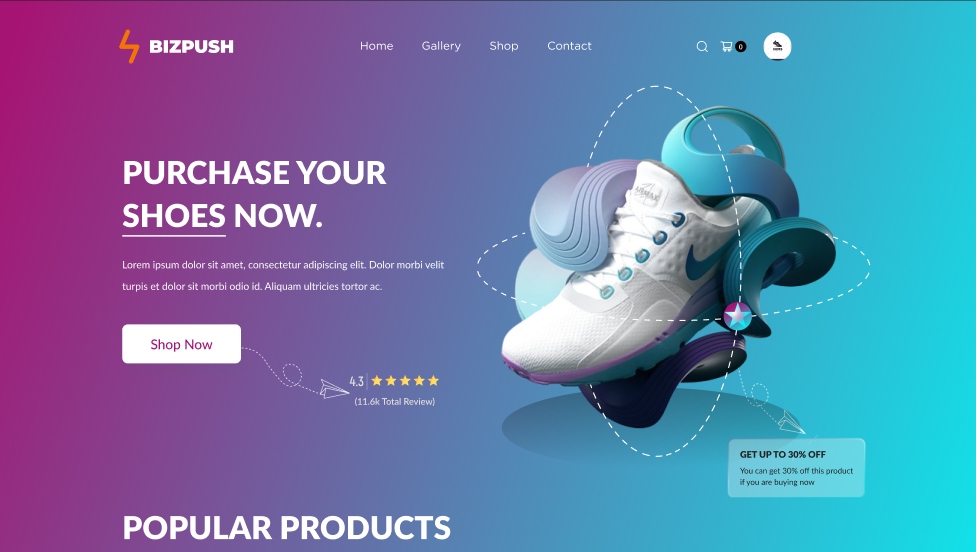 BIZPUSH
Home
Gallery
Shop
Contact
0
PURCHASE YOUR
SHOES NOW.
Lorem ipsum dolor sit amet, consectetur adipiscing elit. Dolor morbi velit
turpis et dolor sit morbi odio id. Aliquam ultricies tortor ac.
Shop Now
4.3
(11.6k Total Review)
GET UP TO 30% OFF
You can get 30% off this product
if you are buying now
POPULAR PRODUCTS